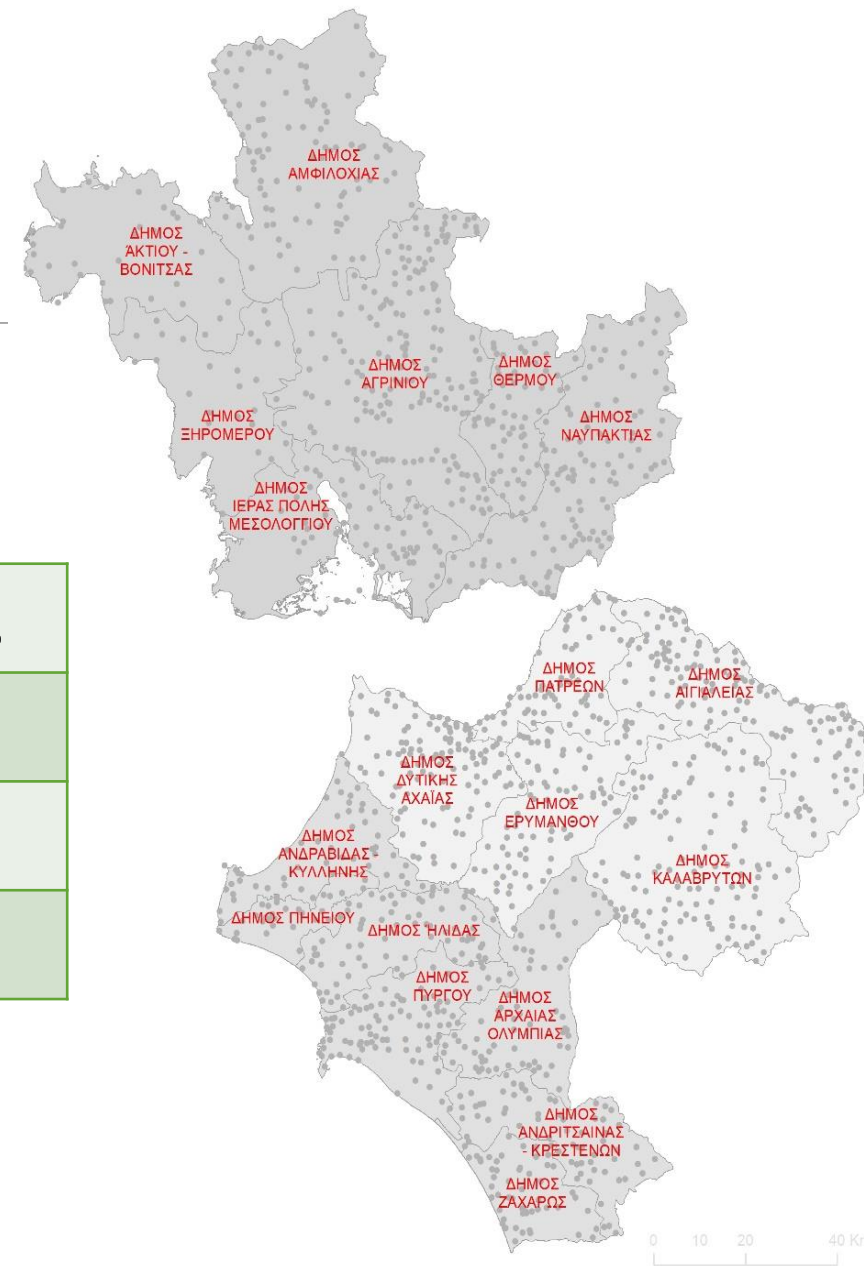 ΔΗΜΟΣ
ΑΜΦΙΛΟΧΙΑΣ
ΔΗΜΟΣ
ΆΚΤΙΟΥ -
ΒΟΝΙΤΣΑΣ
ΔΗΜΟΣ
ΑΓΡΙΝΙΟΥ
ΔΗΜΟΣ
ΘΕΡΜΟΥ
ΔΗΜΟΣ
ΝΑΥΠΑΚΤΙΑΣ
ΔΗΜΟΣ
ΞΗΡΟΜΕΡΟΥ
ΔΗΜΟΣ
ΙΕΡΑΣ ΠΟΛΗΣ
ΜΕΣΟΛΟΓΓΙΟΥ
ΔΗΜΟΣ
ΠΑΤΡΕΩΝ
ΔΗΜΟΣ
ΑΙΓΙΑΛΕΙΑΣ
ΔΗΜΟΣ
ΔΥΤΙΚΗΣ
ΑΧΑΪΑΣ
ΔΗΜΟΣ
ΕΡΥΜΑΝΘΟΥ
ΔΗΜΟΣ
ΑΝΔΡΑΒΙΔΑΣ -
ΚΥΛΛΗΝΗΣ
ΔΗΜΟΣ
ΚΑΛΑΒΡΥΤΩΝ
ΔΗΜΟΣ ΠΗΝΕΙΟΥ
ΔΗΜΟΣ ΗΛΙΔΑΣ
ΔΗΜΟΣ
ΠΥΡΓΟΥ
ΔΗΜΟΣ
ΑΡΧΑΙΑΣ
ΟΛΥΜΠΙΑΣ
ΔΗΜΟΣ
ΑΝΔΡΙΤΣΑΙΝΑΣ
- ΚΡΕΣΤΕΝΩΝ
ΔΗΜΟΣ
ΖΑΧΑΡΩΣ
0 10 20 40